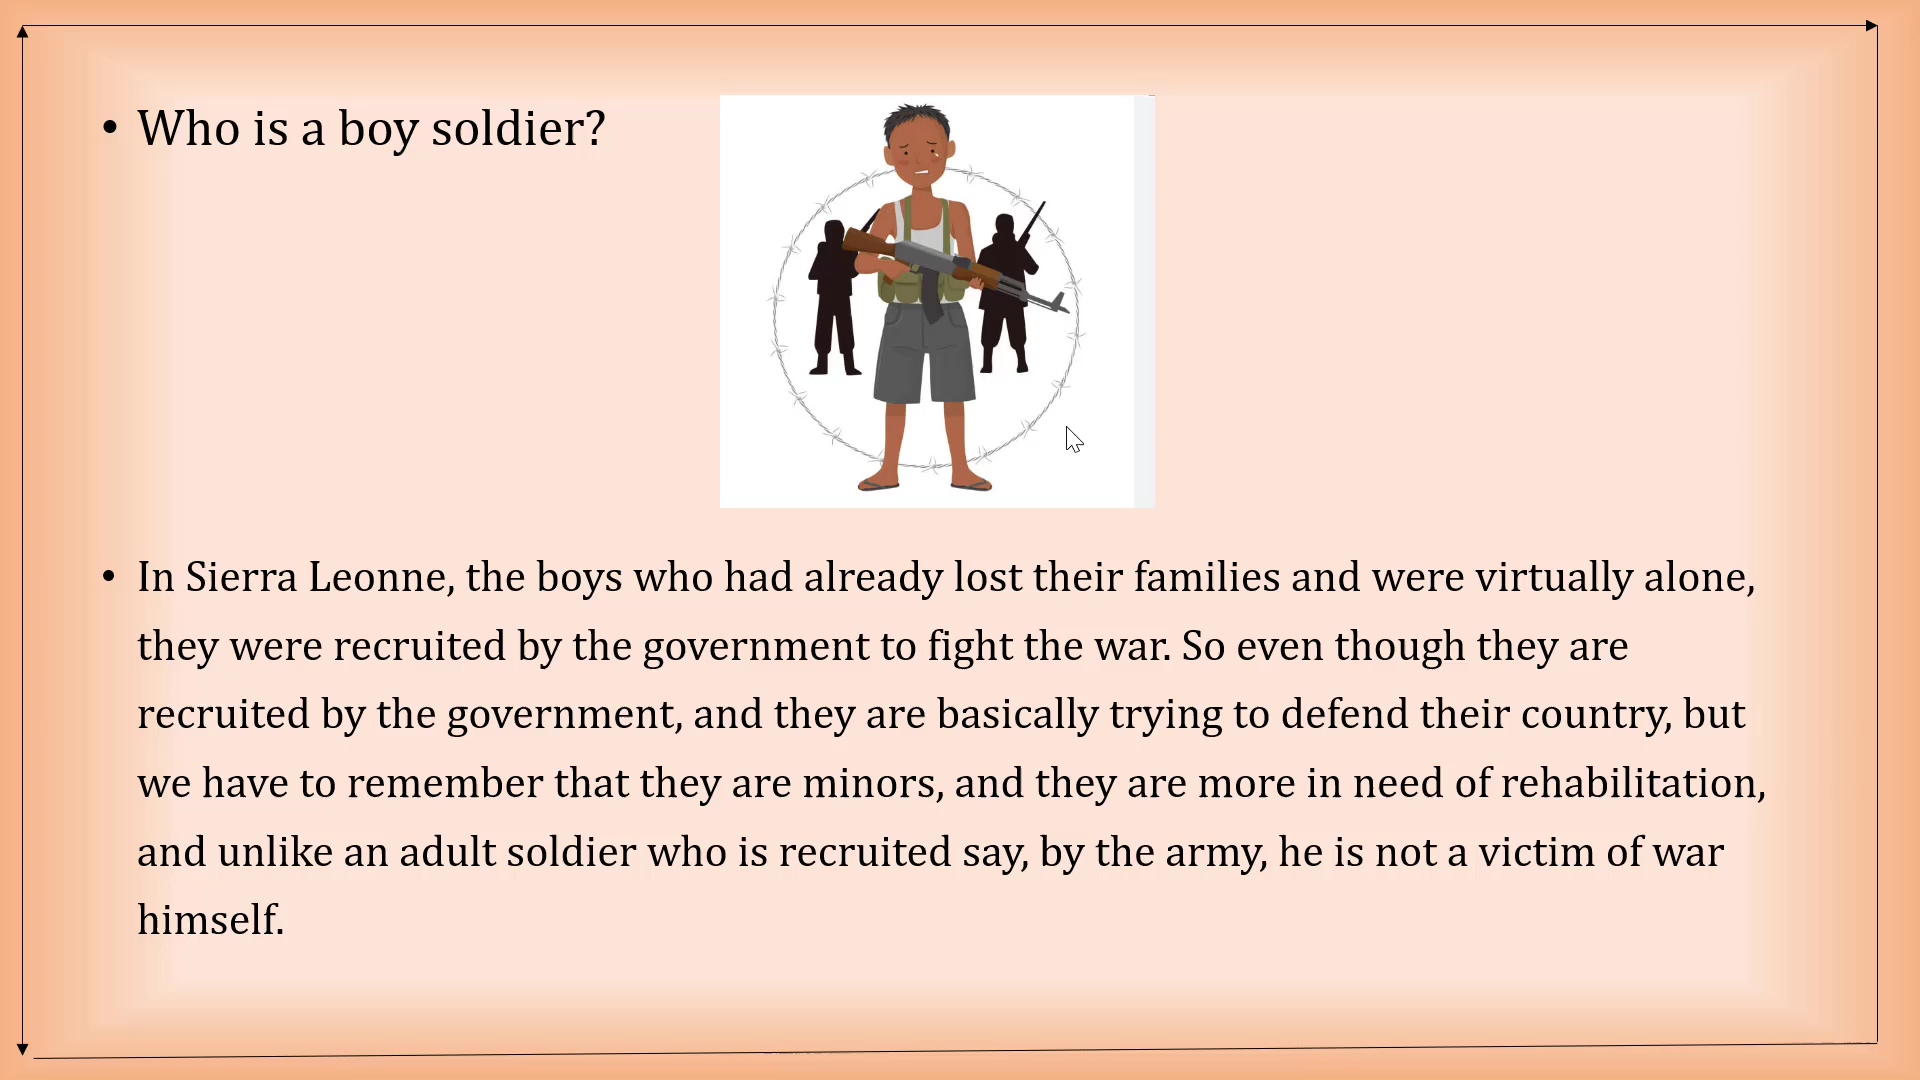 • Who is a boy soldier?
• In Sierra Leonne, the boys who had already lost their families and were virtually alone,
they were recruited by the government to fight the war. So even though they are
recruited by the government, and they are basically trying to defend their country, but
we have to remember that they are minors, and they are more in need of rehabilitation,
and unlike an adult soldier who is recruited say, by the army, he is not a victim of war
himself.